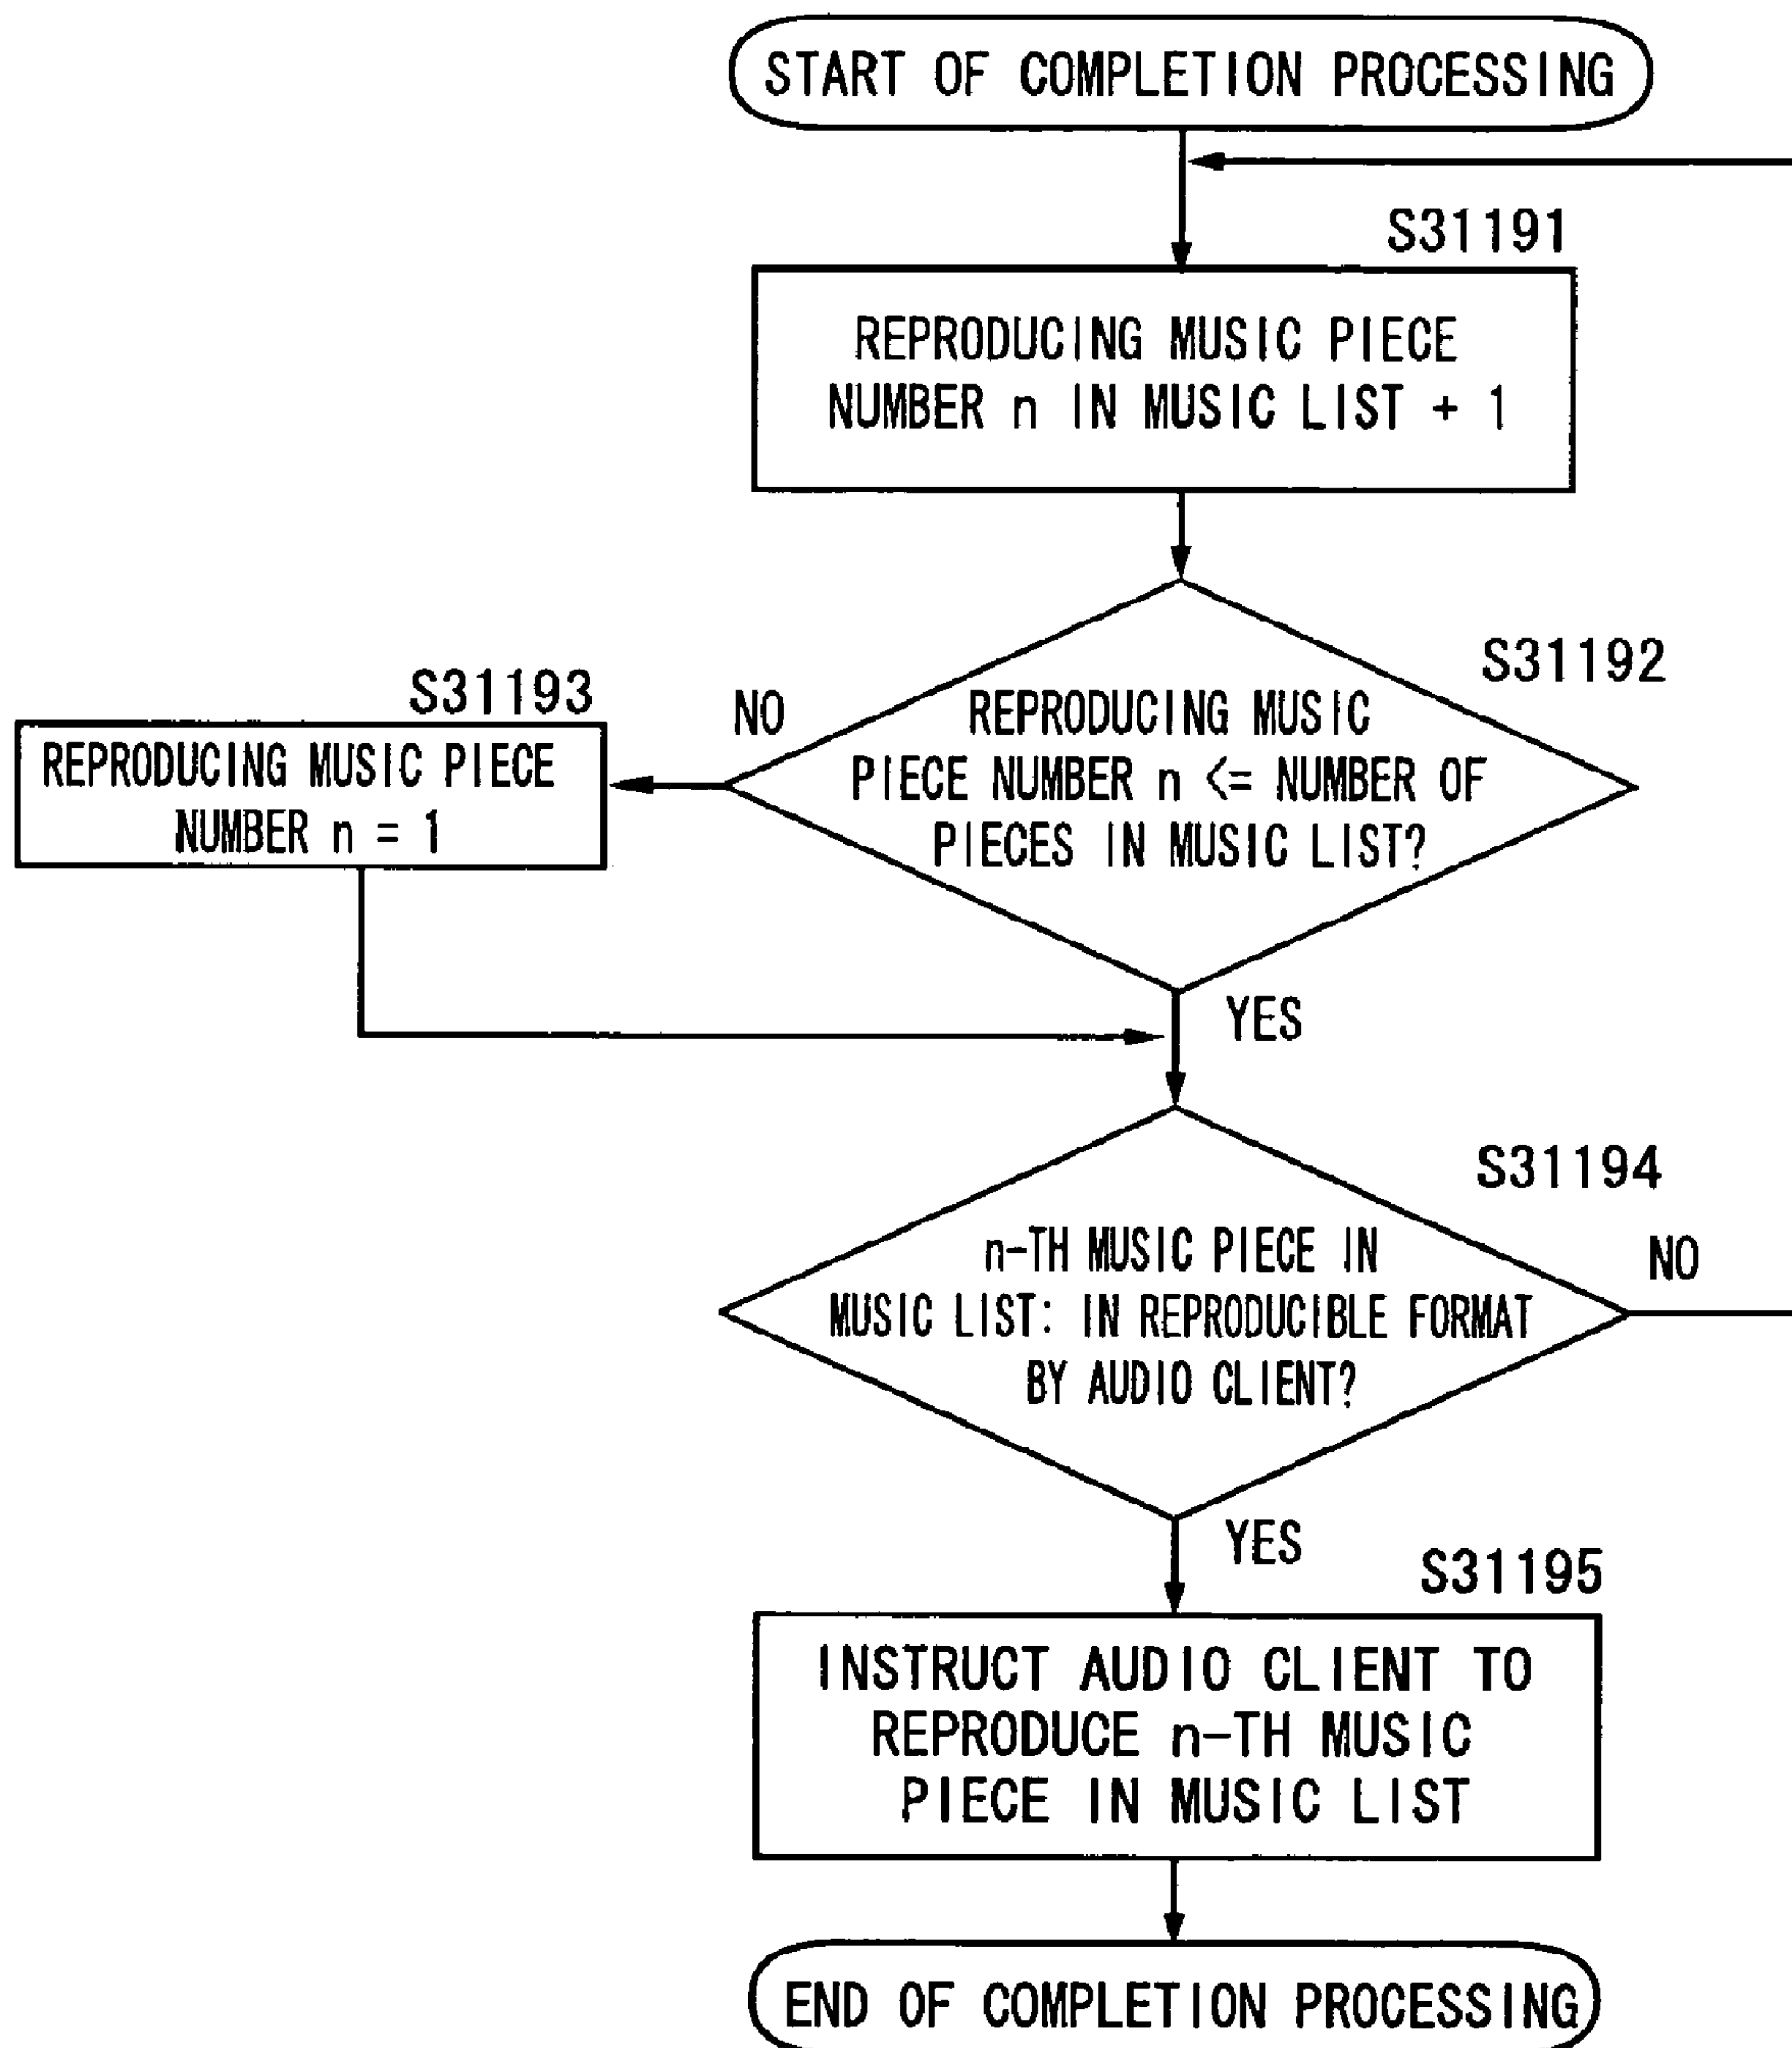 START OF COMPLETION PROCESSING
S31191
REPRODUCING MUSIC PIECE
NUMBER n IN MUSIC LIST + 1
S31192
S31193
NO
REPRODUCING MUSIC
PIECE NUMBER n <= NUMBER OF
PIECES IN MUSIC LIST?
REPRODUCING MUSIC PIECE
NUMBER n = 1
YES
S31194
NO
n-TH MUSIC PIECE IN
MUSIC LIST: IN REPRODUCIBLE FORMAT
BY AUDIO CLIENT?
YES
S31195
INSTRUCT AUDIO CLIENT TO
REPRODUCE n-TH MUSIC
PIECE IN MUSIC LIST
END OF COMPLETION PROCESSING